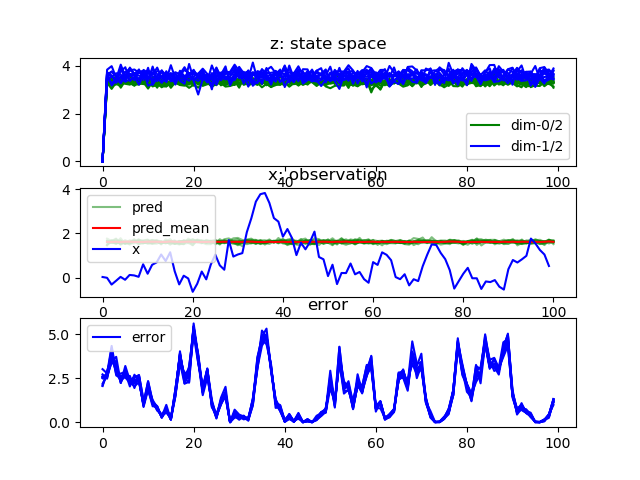 z: state space
4
2
0
dim-0/2
dim-1/2
0 20 40 60 80 100
x: observation
4
2
0
pred
pred_mean
x
0 20 40 60 80 100
error
5.0
2.5
0.0
error
0 20 40 60 80 100